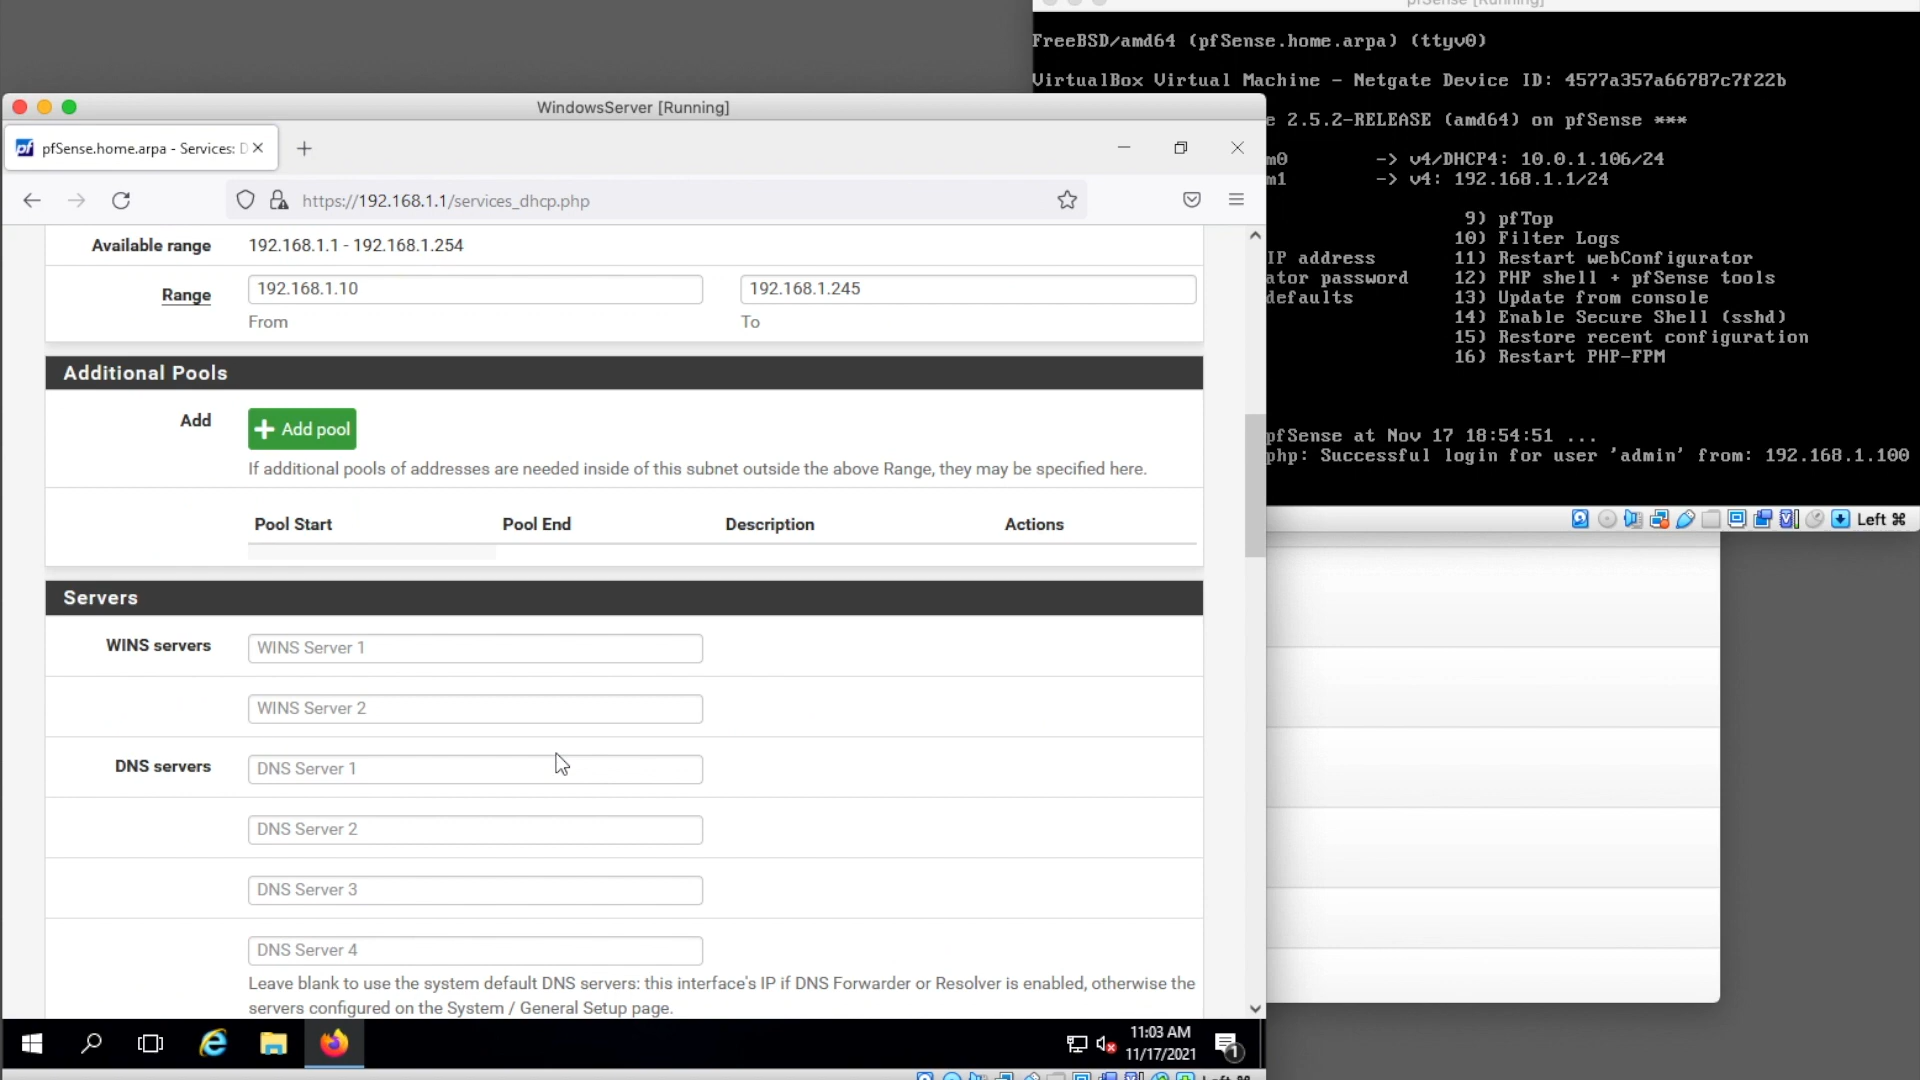 pfSense [Running]
FreeBSD/amd64 (pfSense.home.arpa) (ttyv0)
VirtualBox Virtual Machine - Netgate Device ID: 4577a357a66787c7f22b
e 2.5.2-RELEASE (amd64) on pfSense ***
m0 -> v4/DHCP4: 10.0.1.106/24
m1 -> v4: 192.168.1.1/24
9) pfTop
10) Filter Logs
IP address 11) Restart webConfigurator
ator password 12) PHP shell + pfSense tools
defaults 13) Update from console
14) Enable Secure Shell (sshd)
15) Restore recent configuration
16) Restart PHP-FPM
pfSense at Nov 17 18:54:51 ...
php: Successful login for user 'admin' from: 192.168.1.100
Left ⌘
WindowsServer [Running]
pfSense.home.arpa - Services: D
https://192.168.1.1/services_dhcp.php
Available range 192.168.1.1 - 192.168.1.254
Range 192.168.1.10 192.168.1.245
From To
Additional Pools
Add Add pool
If additional pools of addresses are needed inside of this subnet outside the above Range, they may be specified here.
Pool Start Pool End Description Actions
Servers
WINS servers WINS Server 1
WINS Server 2
DNS servers DNS Server 1
DNS Server 2
DNS Server 3
DNS Server 4
Leave blank to use the system default DNS servers: this interface's IP if DNS Forwarder or Resolver is enabled, otherwise the
servers configured on the System / General Setup page.
11:03 AM
11/17/2021
1
Left ⌘